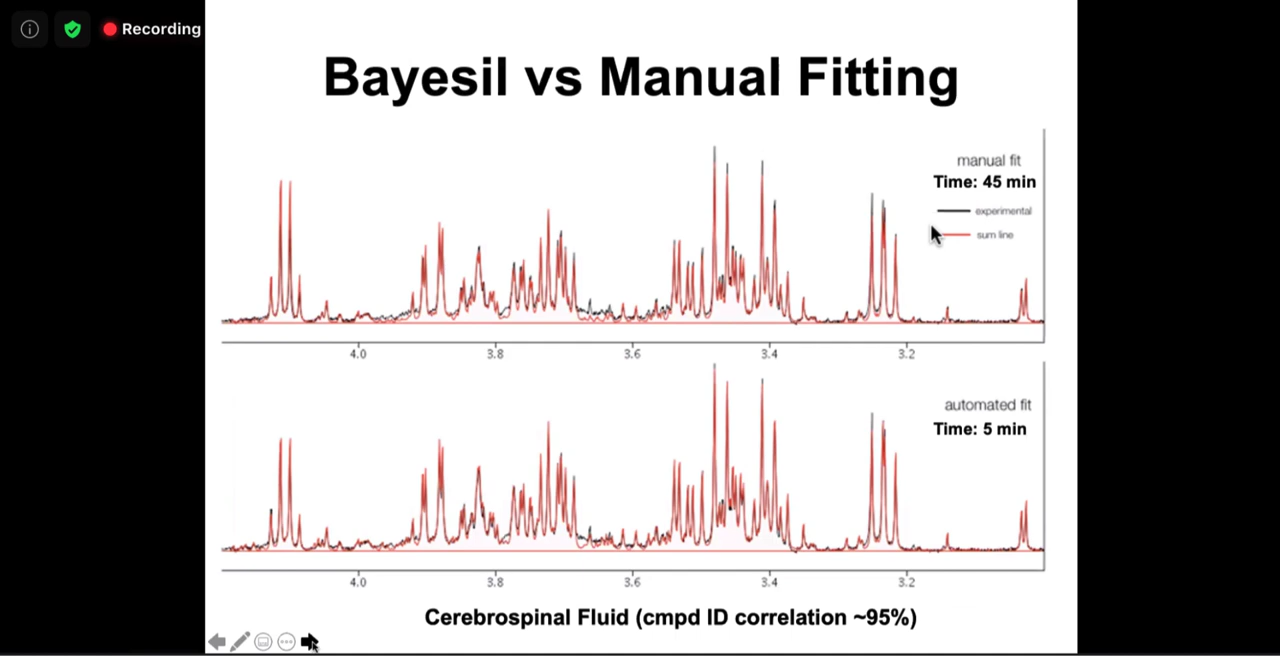 Recording
Bayesil vs Manual Fitting
manual fit
Time: 45 min
experimental
sum line
4.0 3.8 3.6 3.4 3.2
automated fit
Time: 5 min
4.0 3.8 3.6 3.4 3.2
Cerebrospinal Fluid (cmpd ID correlation ~95%)